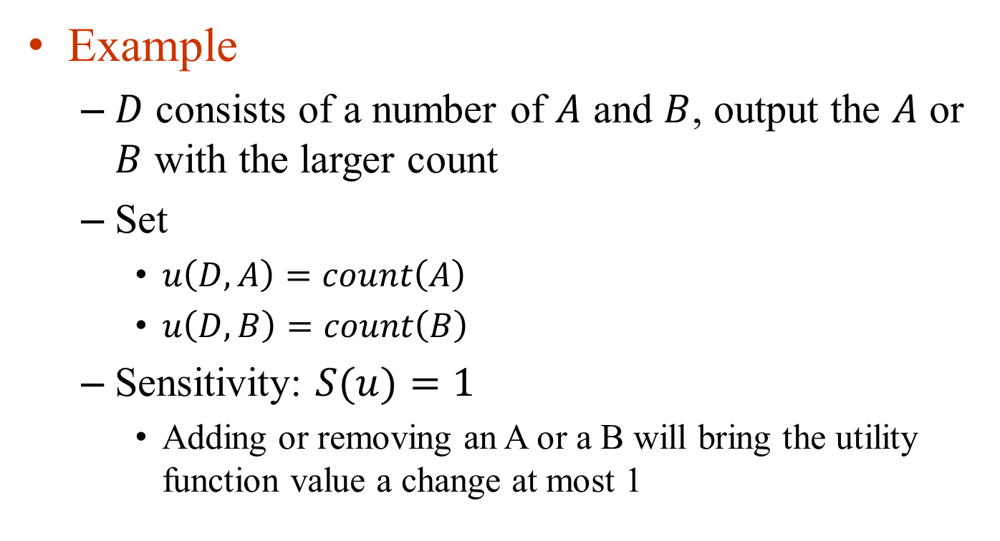 • Example
– D consists of a number of A and B, output the A or
B with the larger count
– Set
• u(D, A) = count(A)
• u(D, B) = count(B)
– Sensitivity: S(u) = 1
• Adding or removing an A or a B will bring the utility
function value a change at most 1